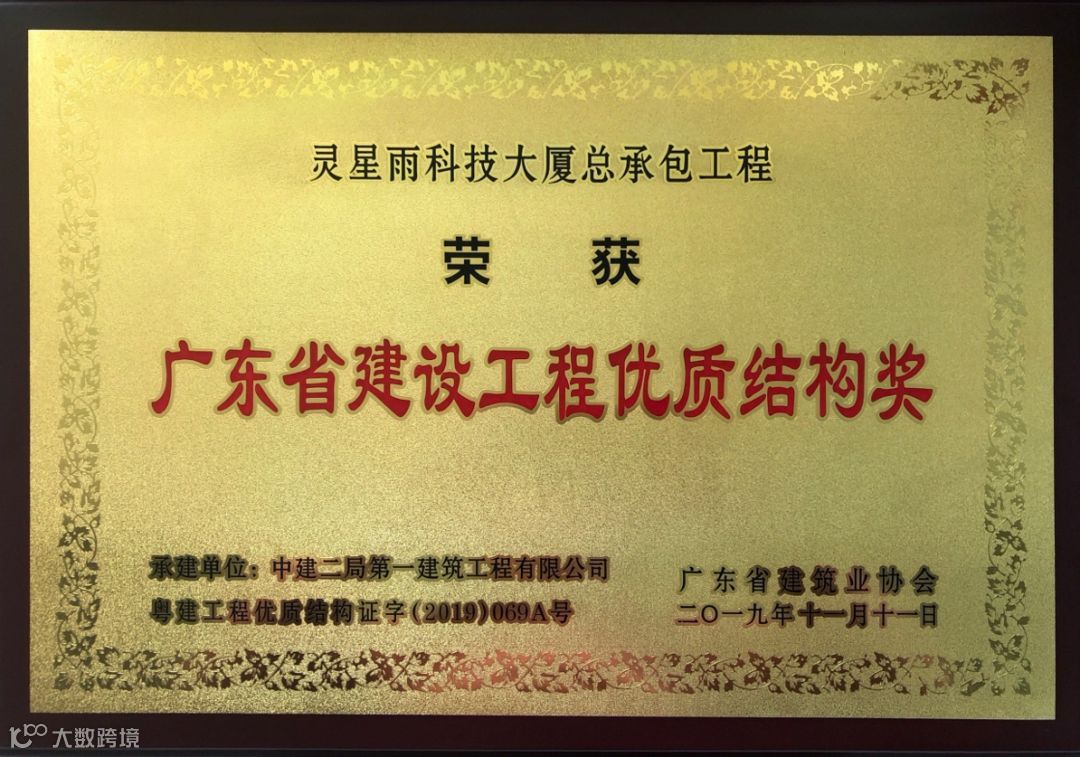 灵星雨科技大厦总承包工程
荣获
广东省建设工程优质结构奖
承建单位：中建二局第一建筑工程有限公司
粤建工程优质结构证字(2019)069A号
广东省建筑业协会
二〇一九年十一月十一日
大数跨境